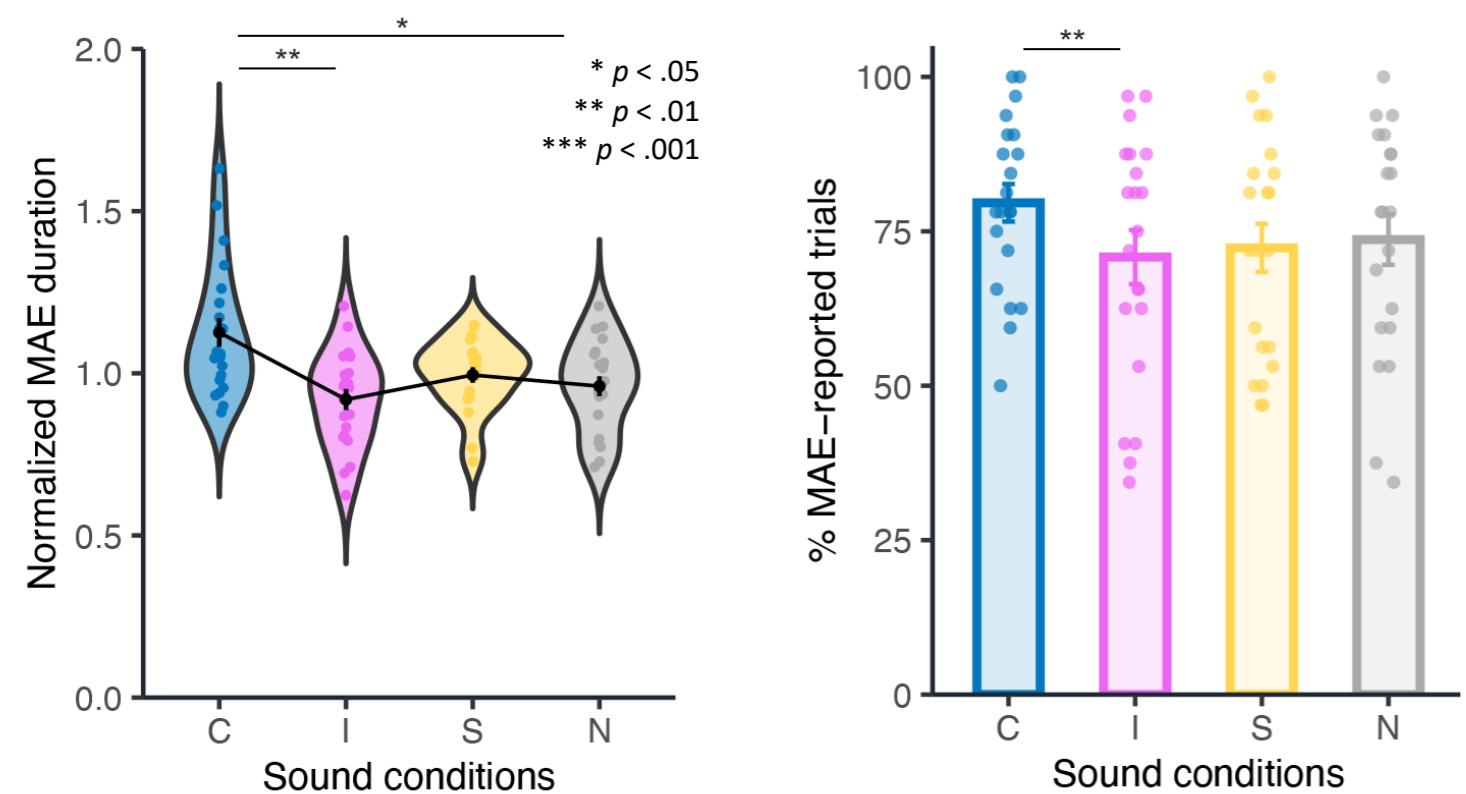 *
**
* p < .05
** p < .01
*** p < .001
2.0
1.5
1.0
0.5
0.0
Normalized MAE duration
C I S N
Sound conditions
**
100
75
50
25
0
% MAE−reported trials
C I S N
Sound conditions